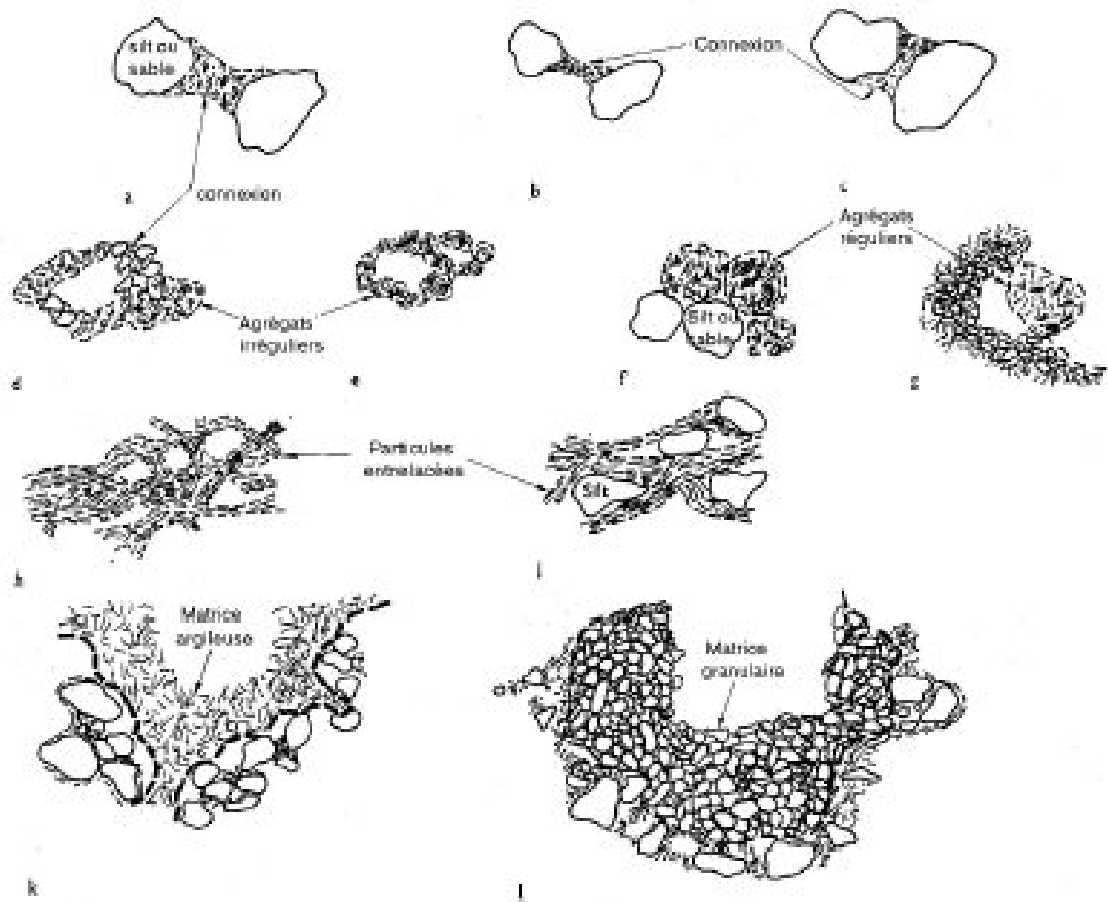 silt ou
sable
Connexion
a
b
c
connexion
Agrégats
réguliers
Agrégats
irréguliers
Silt ou
sable
d
e
f
g
Particules
entrelacées
Silt
h
i
Matrice
argileuse
Matrice
granulaire
k
l